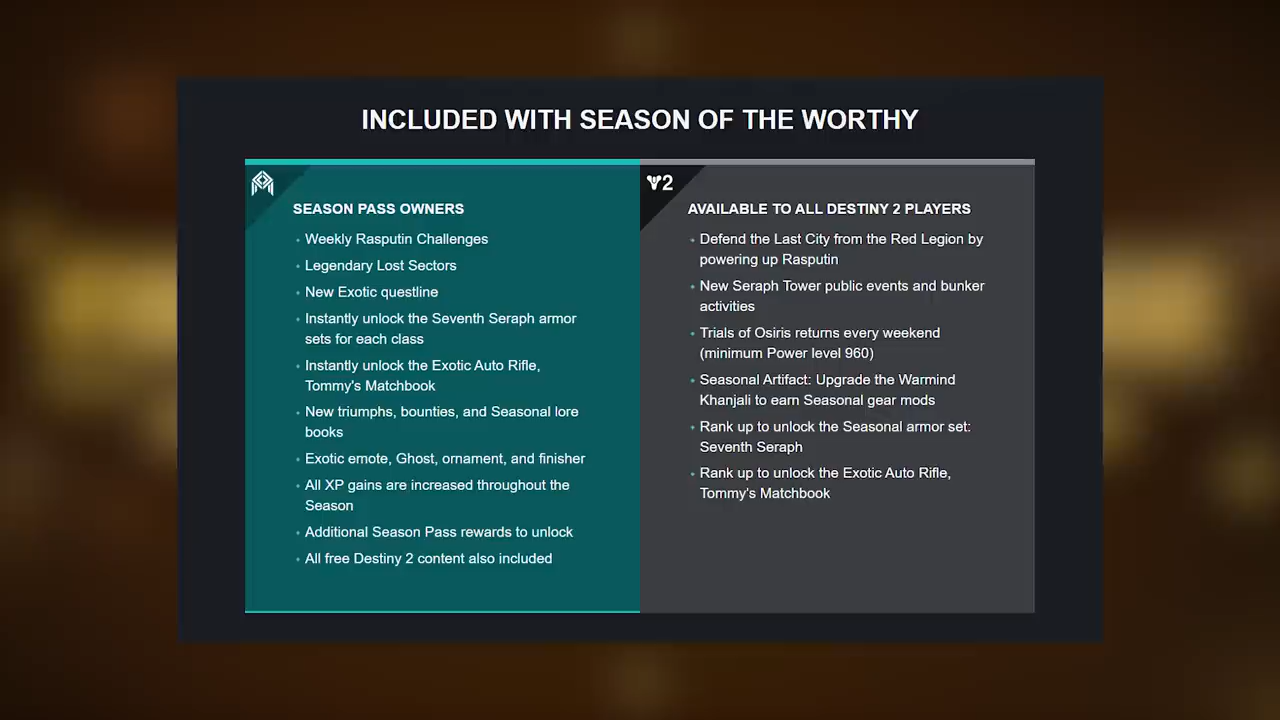 INCLUDED WITH SEASON OF THE WORTHY
SEASON PASS OWNERS
Weekly Rasputin Challenges
Legendary Lost Sectors
New Exotic questline
Instantly unlock the Seventh Seraph armor
sets for each class
Instantly unlock the Exotic Auto Rifle,
Tommy's Matchbook
New triumphs, bounties, and Seasonal lore
books
Exotic emote, Ghost, ornament, and finisher
All XP gains are increased throughout the
Season
Additional Season Pass rewards to unlock
All free Destiny 2 content also included
2
AVAILABLE TO ALL DESTINY 2 PLAYERS
Defend the Last City from the Red Legion by
powering up Rasputin
New Seraph Tower public events and bunker
activities
Trials of Osiris returns every weekend
(minimum Power level 960)
Seasonal Artifact: Upgrade the Warmind
Khanjali to earn Seasonal gear mods
Rank up to unlock the Seasonal armor set:
Seventh Seraph
Rank up to unlock the Exotic Auto Rifle,
Tommy's Matchbook